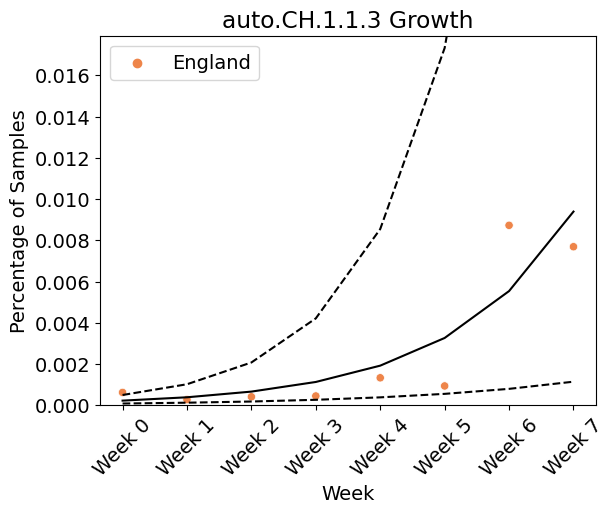 auto.CH.1.1.3 Growth
England
Percentage of Samples
0.016
0.014
0.012
0.010
0.008
0.006
0.004
0.002
0.000
Week 0
Week 1
Week 2
Week 3
Week 4
Week 5
Week 6
Week 7
Week